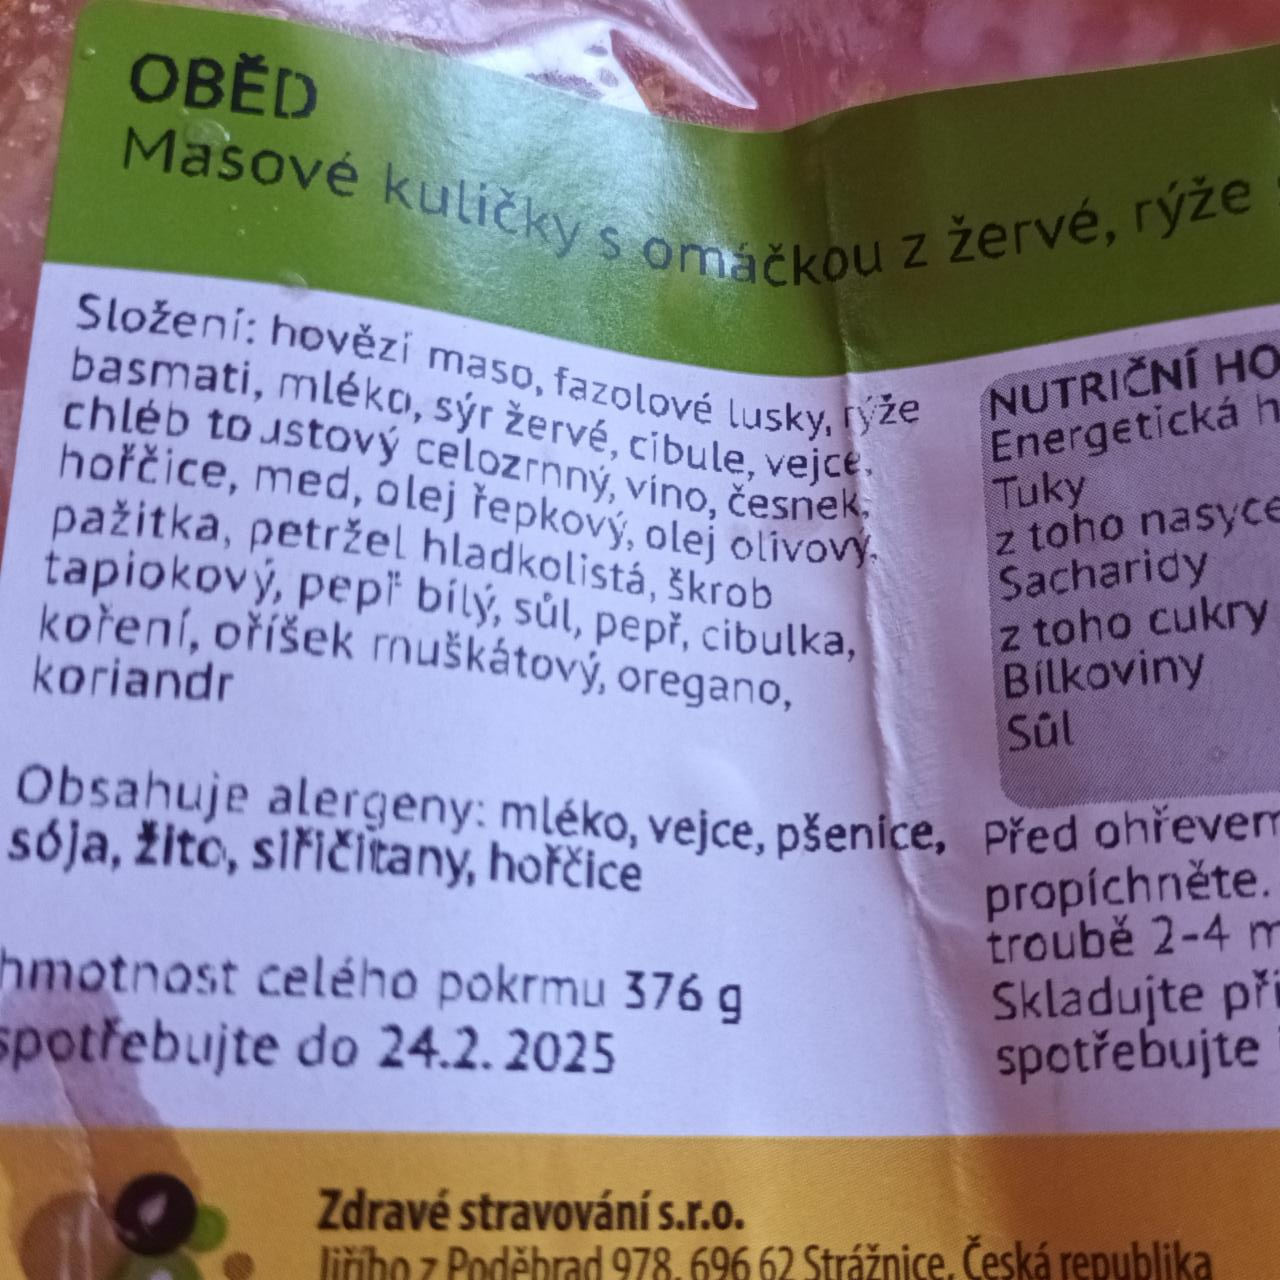 OBĚD
Masové kuličky s omáčkou z žervé, rýže
Složení: hovězí maso, fazolové lusky, rýže
basmati, mléko, sýr žervé, cibule, vejce,
chléb toustový celozrnný, víno, česnek,
hořčice, med, olej řepkový, olej olivový,
pažitka, petržel hladkolistá, škrob
tapiokový, pepř bílý, sůl, pepř, cibulka,
koření, oříšek muškátový, oregano,
koriandr
Obsahuje alergeny: mléko, vejce, pšenice,
sója, žito, siřičitany, hořčice
hmotnost celého pokrmu 376 g
spotřebujte do 24.2. 2025
NUTRIČNÍ HO
Energetická h
Tuky
z toho nasyce
Sacharidy
z toho cukry
Bílkoviny
Sůl
Před ohřevem
propíchněte.
troubě 2-4 m
Skladujte při
spotřebujte
Zdravé stravování s.r.o.
Jiřího z Poděbrad 978, 696 62 Strážnice, Česká republika